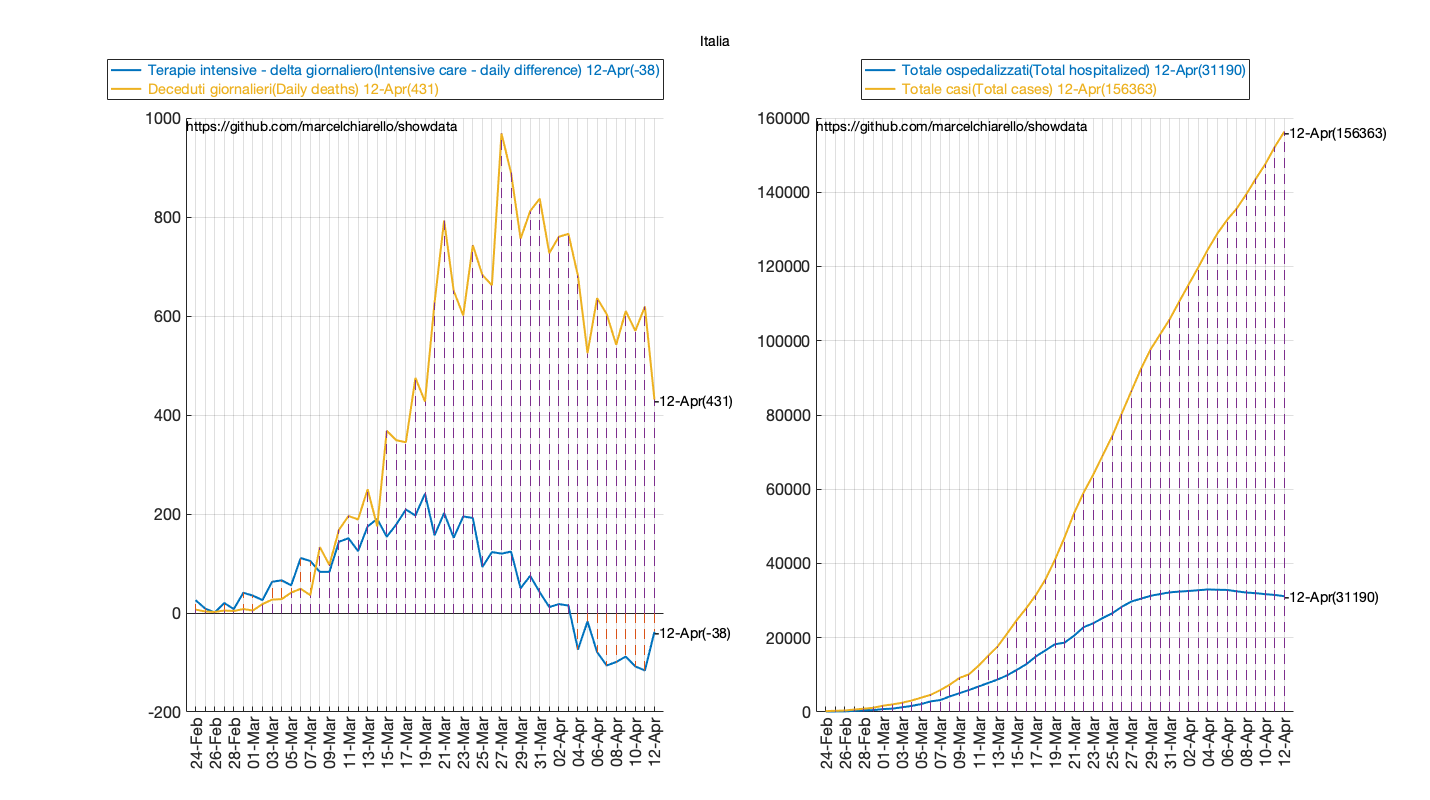 Italia
Terapie intensive - delta giornaliero(Intensive care - daily difference) 12-Apr(-38)
Deceduti giornalieri(Daily deaths) 12-Apr(431)
https://github.com/marcelchiarello/showdata
1000
800
600
400
200
0
-200
12-Apr(431)
12-Apr(-38)
24-Feb
26-Feb
28-Feb
01-Mar
03-Mar
05-Mar
07-Mar
09-Mar
11-Mar
13-Mar
15-Mar
17-Mar
19-Mar
21-Mar
23-Mar
25-Mar
27-Mar
29-Mar
31-Mar
02-Apr
04-Apr
06-Apr
08-Apr
10-Apr
12-Apr
Totale ospedalizzati(Total hospitalized) 12-Apr(31190)
Totale casi(Total cases) 12-Apr(156363)
https://github.com/marcelchiarello/showdata
160000
140000
120000
100000
80000
60000
40000
20000
0
12-Apr(156363)
12-Apr(31190)
24-Feb
26-Feb
28-Feb
01-Mar
03-Mar
05-Mar
07-Mar
09-Mar
11-Mar
13-Mar
15-Mar
17-Mar
19-Mar
21-Mar
23-Mar
25-Mar
27-Mar
29-Mar
31-Mar
02-Apr
04-Apr
06-Apr
08-Apr
10-Apr
12-Apr